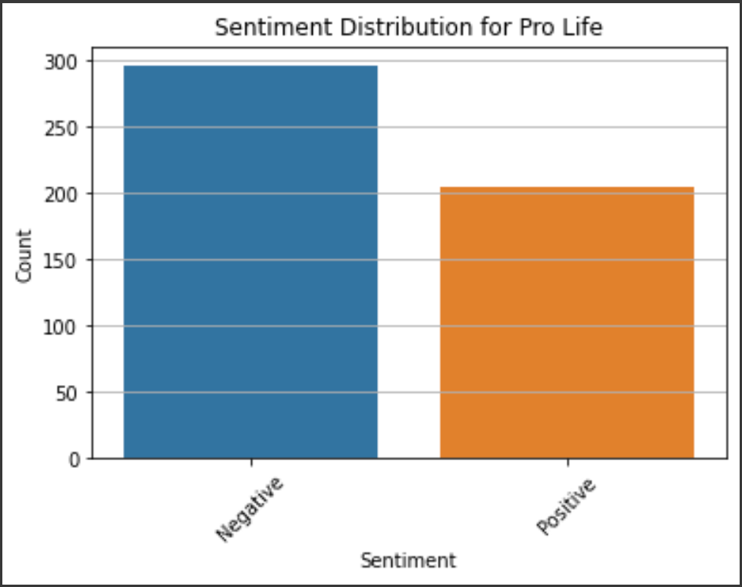 Sentiment Distribution for Pro Life
300
250
200
150
100
50
0
Count
Negative
Positive
Sentiment